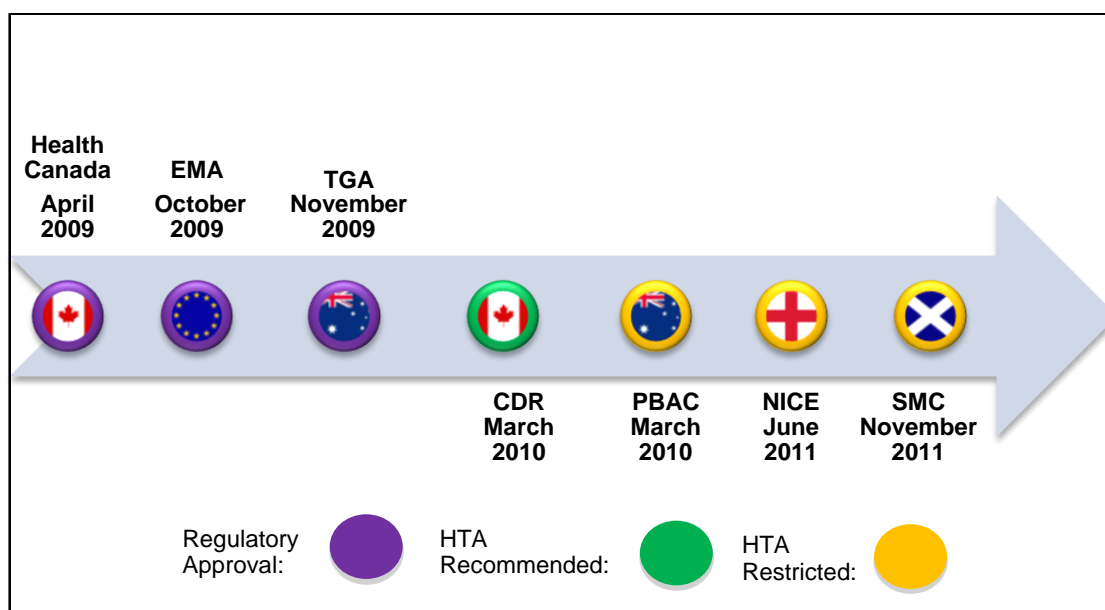 Health
Canada
April
2009
EMA
October
2009
TGA
November
2009
CDR
March
2010
PBAC
March
2010
NICE
June
2011
SMC
November
2011
Regulatory
Approval:
HTA
Recommended:
HTA
Restricted: